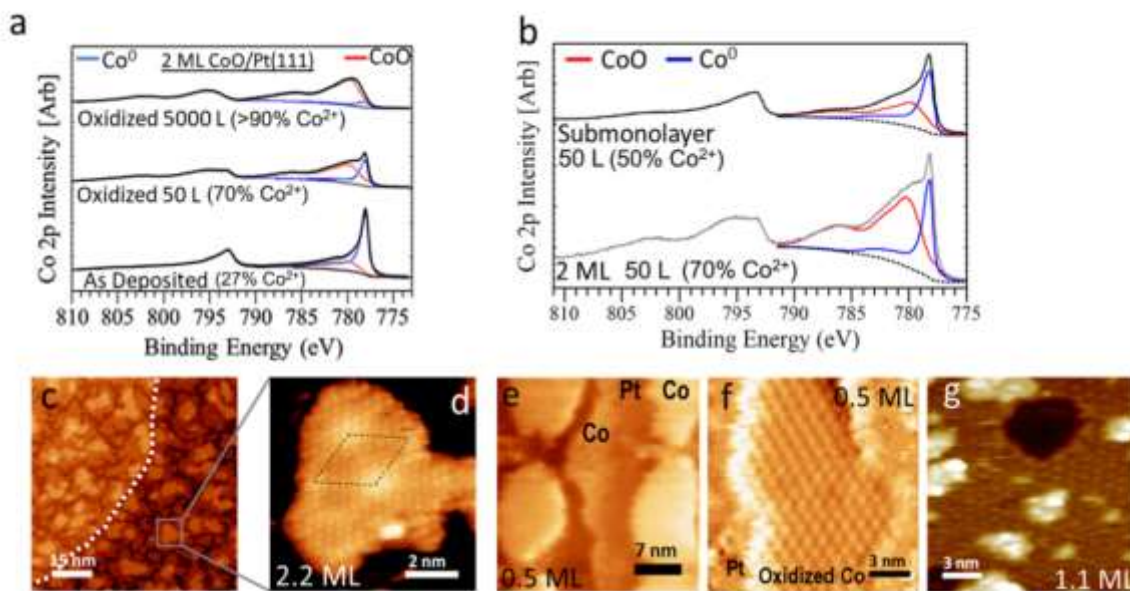 a
Co⁰ 2 ML CoO/Pt(111) CoO
Oxidized 5000 L (>90% Co²⁺)
Oxidized 50 L (70% Co²⁺)
As Deposited (27% Co²⁺)
Co 2p Intensity [Arb]
810 805 800 795 790 785 780 775
Binding Energy (eV)
b
CoO Co⁰
Submonolayer
50 L (50% Co²⁺)
2 ML 50 L (70% Co²⁺)
Co 2p Intensity [Arb]
810 805 800 795 790 785 780 775
Binding Energy (eV)
c
15 nm
d
2.2 ML
2 nm
e
Pt Co
Co
7 nm
0.5 ML
f
0.5 ML
Pt Oxidized Co
3 nm
g
3 nm
1.1 ML